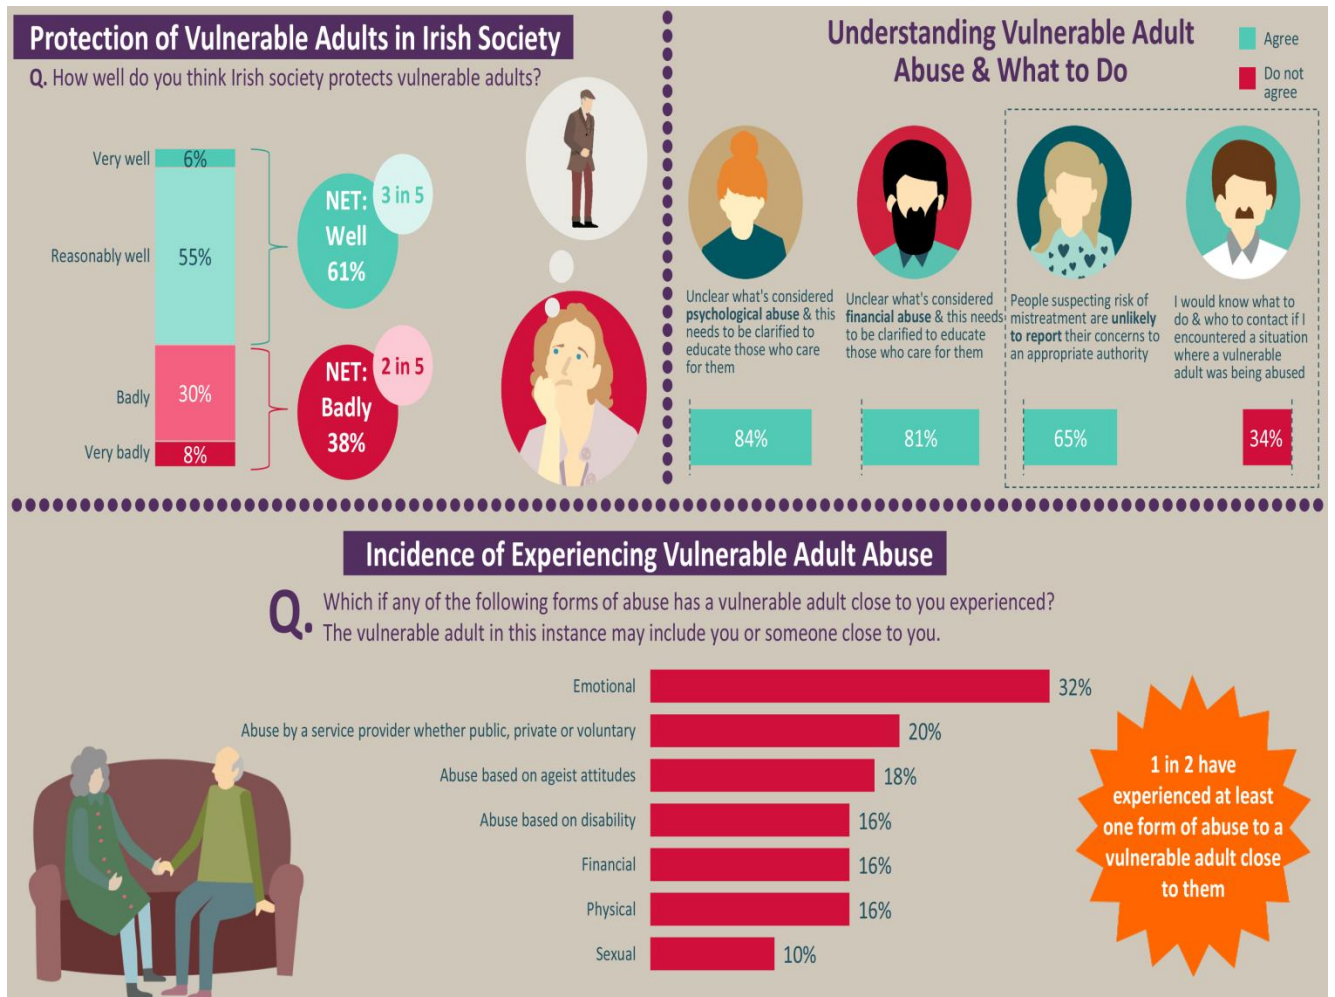 Protection of Vulnerable Adults in Irish Society
Q. How well do you think Irish society protects vulnerable adults?
Very well
6%
Reasonably well
55%
Badly
30%
Very badly
8%
NET:
Well
61%
3 in 5
NET:
Badly
38%
2 in 5
Understanding Vulnerable Adult
Abuse & What to Do
Agree
Do not
agree
Unclear what's considered
psychological abuse & this
needs to be clarified to
educate those who care
for them
84%
Unclear what's considered
financial abuse & this needs
to be clarified to educate
those who care for them
81%
People suspecting risk of
mistreatment are unlikely
to report their concerns to
an appropriate authority
65%
I would know what to
do & who to contact if I
encountered a situation
where a vulnerable
adult was being abused
34%
Incidence of Experiencing Vulnerable Adult Abuse
Q. Which if any of the following forms of abuse has a vulnerable adult close to you experienced?
The vulnerable adult in this instance may include you or someone close to you.
Emotional
32%
Abuse by a service provider whether public, private or voluntary
20%
Abuse based on ageist attitudes
18%
Abuse based on disability
16%
Financial
16%
Physical
16%
Sexual
10%
1 in 2 have
experienced at least
one form of abuse to a
vulnerable adult close
to them